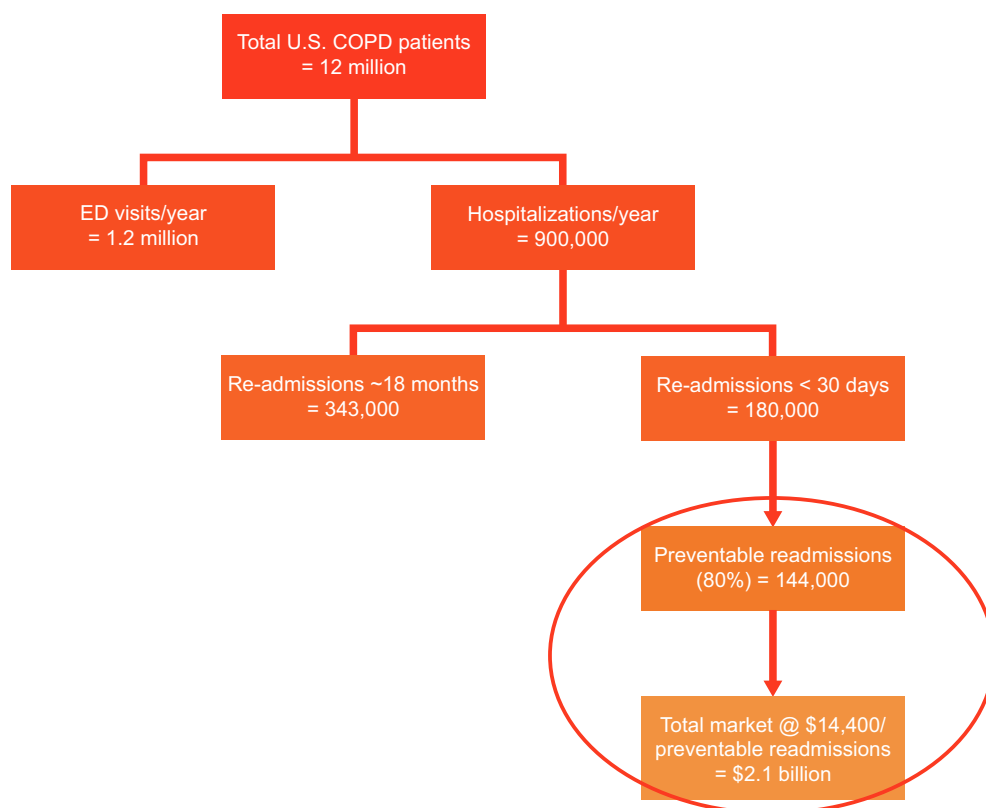 Total U.S. COPD patients
= 12 million
ED visits/year
= 1.2 million
Hospitalizations/year
= 900,000
Re-admissions ~18 months
= 343,000
Re-admissions < 30 days
= 180,000
Preventable readmissions
(80%) = 144,000
Total market @ $14,400/
preventable readmissions
= $2.1 billion